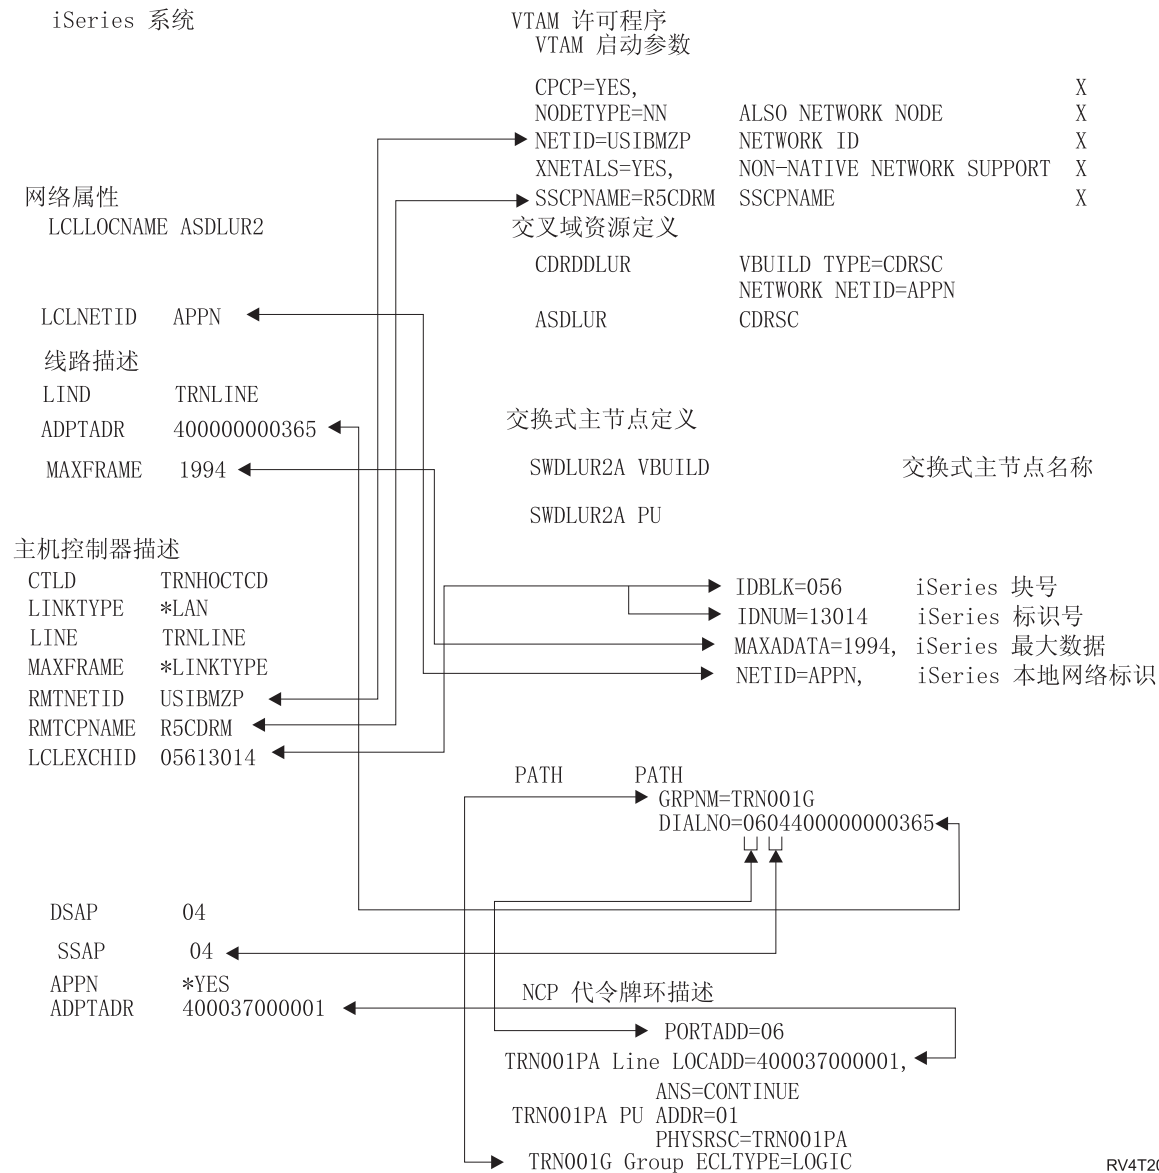 iSeries 系统
VTAM 许可程序
VTAM 启动参数
CPCP=YES, X
NODETYPE=NN ALSO NETWORK NODE X
NETID=USIBMZP NETWORK ID X
XNETALS=YES, NON-NATIVE NETWORK SUPPORT X
网络属性
SSCPNAME=R5CDRM SSCPNAME X
LCLLOCNAME ASDLUR2
交叉域资源定义
CDRDDLUR VBUILD TYPE=CDRSC
NETWORK NETID=APPN
LCLNETID APPN
ASDLUR CDRSC
线路描述
LIND TRNLINE
ADPTADR 400000000365
交换式主节点定义
MAXFRAME 1994
SWDLUR2A VBUILD 交换式主节点名称
SWDLUR2A PU
主机控制器描述
CTLD TRNHOCTCD
IDBLK=056 iSeries 块号
LINKTYPE *LAN
IDNUM=13014 iSeries 标识号
LINE TRNLINE
MAXADATA=1994, iSeries 最大数据
MAXFRAME *LINKTYPE
NETID=APPN, iSeries 本地网络标识
RMTNETID USIBMZP
RMTCPNAME R5CDRM
LCLEXCHID 05613014
PATH PATH
GRPNM=TRN001G
DIALNO=0604400000000365
DSAP 04
SSAP 04
APPN *YES
ADPTADR 400037000001
NCP 代令牌环描述
PORTADD=06
TRN001PA Line LOCADD=400037000001,
ANS=CONTINUE
TRN001PA PU ADDR=01
PHYSRSC=TRN001PA
TRN001G Group ECLTYPE=LOGIC